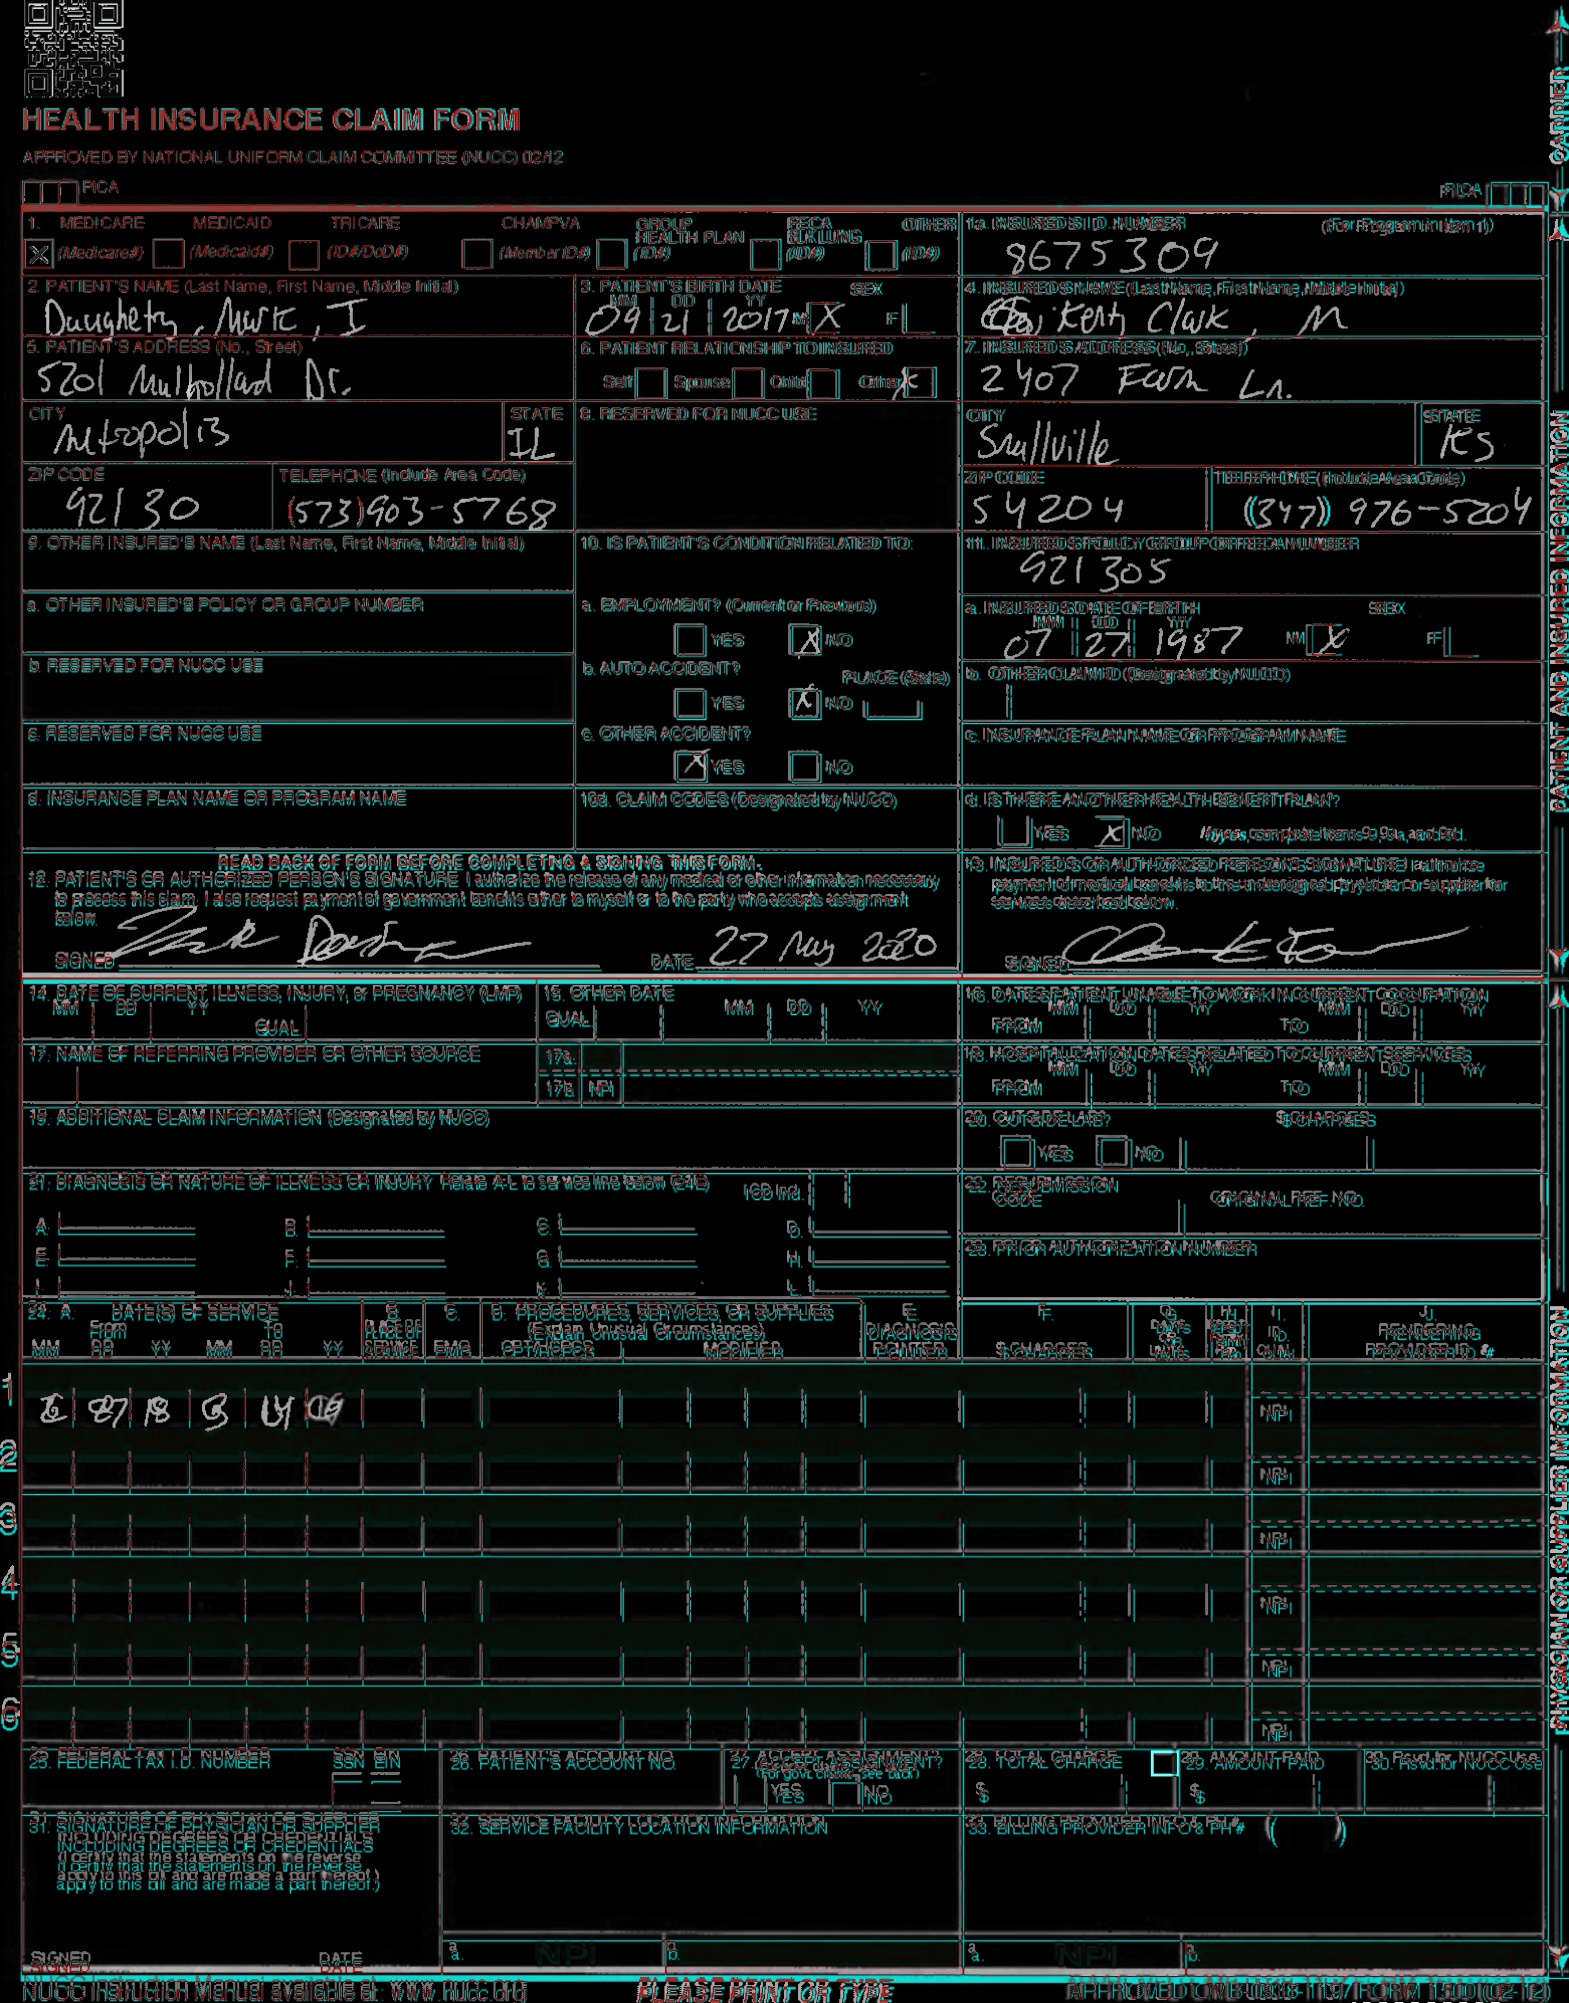 HEALTH INSURANCE CLAIM FORM
APPROVED BY NATIONAL UNIFORM CLAIM COMMITTEE (NUCC) 02/12
PICA PICA
1. MEDICARE MEDICAID TRICARE CHAMPVA GROUP HEALTH PLAN FECA BLK LUNG OTHER
X (Medicare#) (Medicaid#) (ID#/DoD#) (Member ID#) (ID#) (ID#) (ID#)
1a. INSURED'S I.D. NUMBER (For Program in Item 1)
8675309
2. PATIENT'S NAME (Last Name, First Name, Middle Initial)
Daughety, Mark, I
3. PATIENT'S BIRTH DATE SEX
MM DD YY
09 21 2017 M X F
4. INSURED'S NAME (Last Name, First Name, Middle Initial)
Clark, M
5. PATIENT'S ADDRESS (No., Street)
5201 Dr.
6. PATIENT RELATIONSHIP TO INSURED
Self Spouse Child Other X
7. INSURED'S ADDRESS (No., Street)
2407 Farm Ln.
CITY
Metropolis
STATE
IL
8. RESERVED FOR NUCC USE
CITY
Smallville
STATE
KS
ZIP CODE
92130
TELEPHONE (Include Area Code)
(573) 903-5768
ZIP CODE
54204
TELEPHONE (Include Area Code)
(347) 976-5204
9. OTHER INSURED'S NAME (Last Name, First Name, Middle Initial)
10. IS PATIENT'S CONDITION RELATED TO:
11. INSURED'S POLICY GROUP OR FECA NUMBER
921305
a. OTHER INSURED'S POLICY OR GROUP NUMBER
a. EMPLOYMENT? (Current or Previous)
YES X NO
a. INSURED'S DATE OF BIRTH SEX
MM DD YY
07 27 1987 M X F
b. RESERVED FOR NUCC USE
b. AUTO ACCIDENT? PLACE (State)
YES X NO
b. OTHER CLAIM ID (Designated by NUCC)
c. RESERVED FOR NUCC USE
c. OTHER ACCIDENT?
X YES NO
c. INSURANCE PLAN NAME OR PROGRAM NAME
d. INSURANCE PLAN NAME OR PROGRAM NAME
10d. CLAIM CODES (Designated by NUCC)
d. IS THERE ANOTHER HEALTH BENEFIT PLAN?
YES X NO If yes, complete items 9, 9a, and 9d.
READ BACK OF FORM BEFORE COMPLETING & SIGNING THIS FORM.
12. PATIENT'S OR AUTHORIZED PERSON'S SIGNATURE I authorize the release of any medical or other information necessary
to process this claim. I also request payment of government benefits either to myself or to the party who accepts assignment
below.
SIGNED DATE 27 May 2020
13. INSURED'S OR AUTHORIZED PERSON'S SIGNATURE I authorize
payment of medical benefits to the undersigned physician or supplier for
services described below.
SIGNED
14. DATE OF CURRENT ILLNESS, INJURY, or PREGNANCY (LMP)
MM DD YY
QUAL.
15. OTHER DATE
QUAL. MM DD YY
16. DATES PATIENT UNABLE TO WORK IN CURRENT OCCUPATION
MM DD YY MM DD YY
FROM TO
17. NAME OF REFERRING PROVIDER OR OTHER SOURCE
17a.
17b. NPI
18. HOSPITALIZATION DATES RELATED TO CURRENT SERVICES
MM DD YY MM DD YY
FROM TO
19. ADDITIONAL CLAIM INFORMATION (Designated by NUCC)
20. OUTSIDE LAB? $ CHARGES
YES NO
21. DIAGNOSIS OR NATURE OF ILLNESS OR INJURY Relate A-L to service line below (24E) ICD Ind.
A. B. C. D.
E. F. G. H.
I. J. K. L.
22. RESUBMISSION CODE ORIGINAL REF. NO.
23. PRIOR AUTHORIZATION NUMBER
24. A. DATE(S) OF SERVICE
From To
MM DD YY MM DD YY
B. PLACE OF SERVICE
C. EMG
D. PROCEDURES, SERVICES, OR SUPPLIES
(Explain Unusual Circumstances)
CPT/HCPCS MODIFIER
E. DIAGNOSIS POINTER
F. $ CHARGES
G. DAYS OR UNITS
H.
I. ID. QUAL.
J. RENDERING PROVIDER ID. #
1
18
NPI
2
NPI
3
NPI
4
NPI
5
NPI
6
NPI
25. FEDERAL TAX I.D. NUMBER SSN EIN
26. PATIENT'S ACCOUNT NO.
27. ACCEPT ASSIGNMENT?
(For govt. claims, see back)
YES NO
28. TOTAL CHARGE
$
29. AMOUNT PAID
$
30. Rsvd. for NUCC Use
31. SIGNATURE OF PHYSICIAN OR SUPPLIER
INCLUDING DEGREES OR CREDENTIALS
(I certify that the statements on the reverse
apply to this bill and are made a part thereof.)
SIGNED DATE
32. SERVICE FACILITY LOCATION INFORMATION
a. NPI b.
33. BILLING PROVIDER INFO & PH # ( )
a. NPI b.
NUCC Instruction Manual available at: www.nucc.org
PLEASE PRINT OR TYPE
APPROVED OMB-0938-1197 FORM 1500 (02-12)
CARRIER
PATIENT AND INSURED INFORMATION
PHYSICIAN OR SUPPLIER INFORMATION